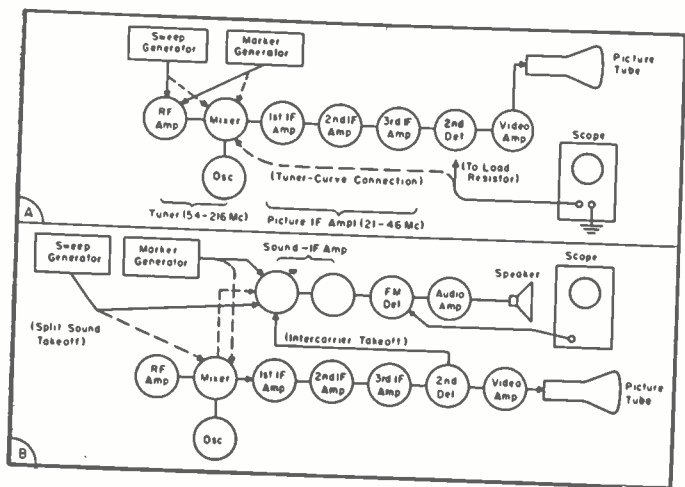 Sweep
Generator
Marker
Generator
Picture
Tube
RF
Amp
Mixer
1st IF
Amp
2nd IF
Amp
3rd IF
Amp
2nd
Det
Video
Amp
Scope
Osc
(Tuner-Curve Connection)
(To Load
Resistor)
Tuner (54-216 Mc)
Picture IF Ampl (21-46 Mc)
A
Sweep
Generator
Marker
Generator
Sound-IF Amp
Speaker
Scope
FM
Det
Audio
Amp
(Split Sound
Takeoff)
(Intercarrier Takeoff)
RF
Amp
Mixer
1st IF
Amp
2nd IF
Amp
3rd IF
Amp
2nd
Det
Video
Amp
Picture
Tube
Osc
B